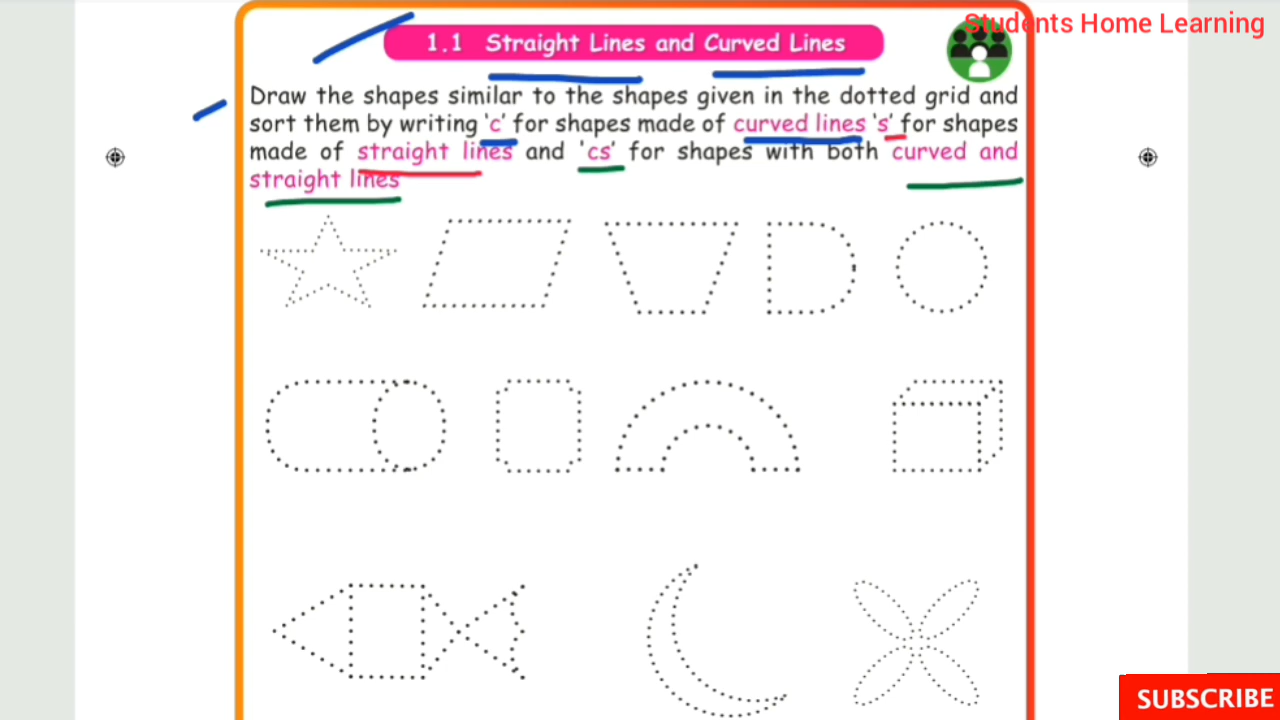 Students Home Learning
1.1 Straight Lines and Curved Lines
Draw the shapes similar to the shapes given in the dotted grid and
sort them by writing 'c' for shapes made of curved lines 's' for shapes
made of straight lines and 'cs' for shapes with both curved and
straight lines
SUBSCRIBE